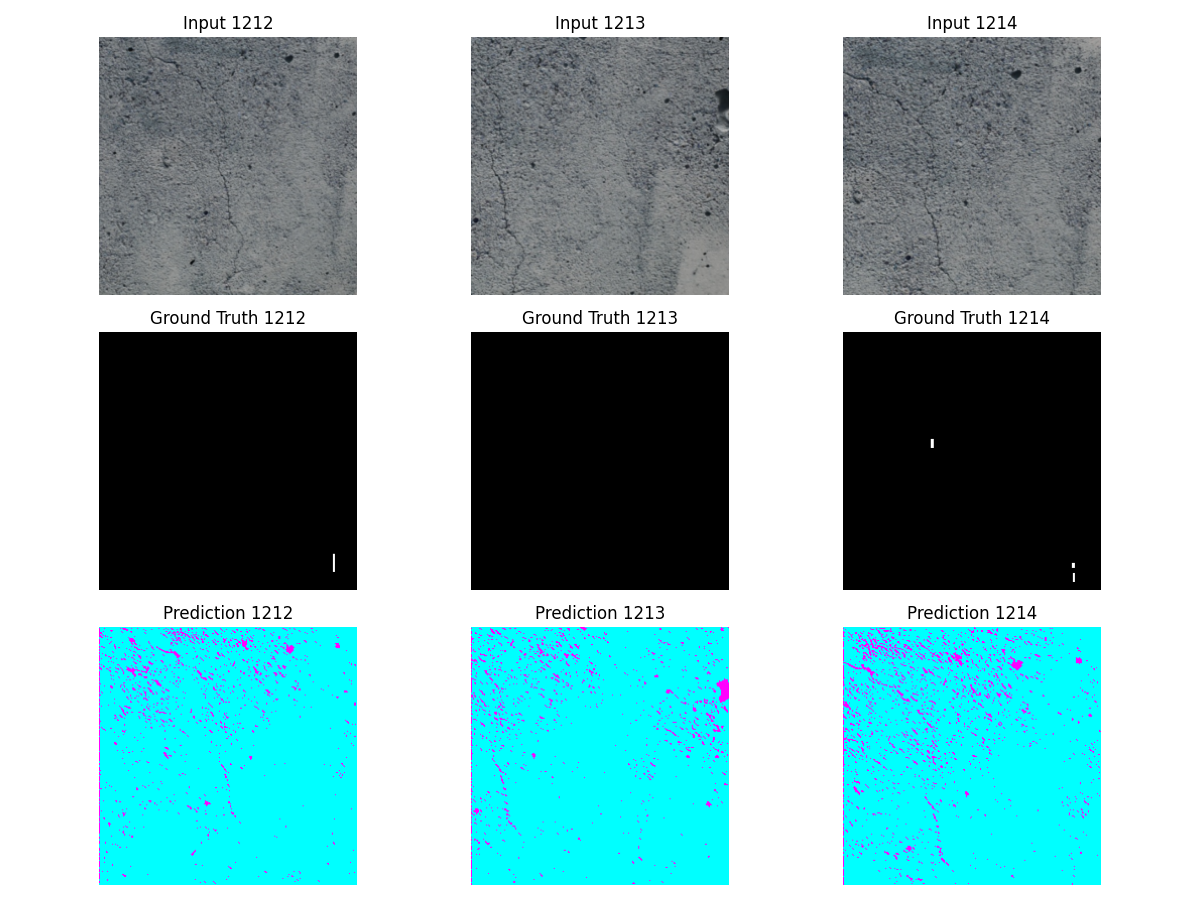 Input 1212
Input 1213
Input 1214
Ground Truth 1212
Ground Truth 1213
Ground Truth 1214
Prediction 1212
Prediction 1213
Prediction 1214